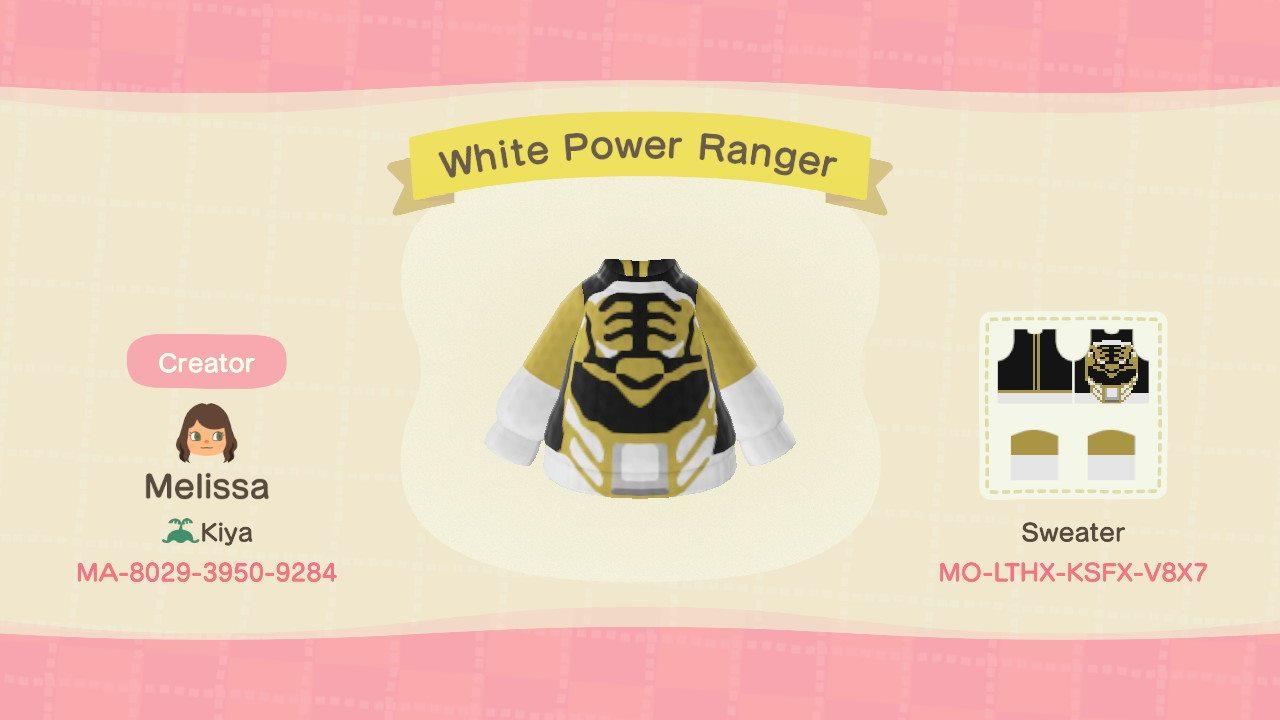 White Power Ranger
Creator
Melissa
Kiya
MA-8029-3950-9284
Sweater
MO-LTHX-KSFX-V8X7